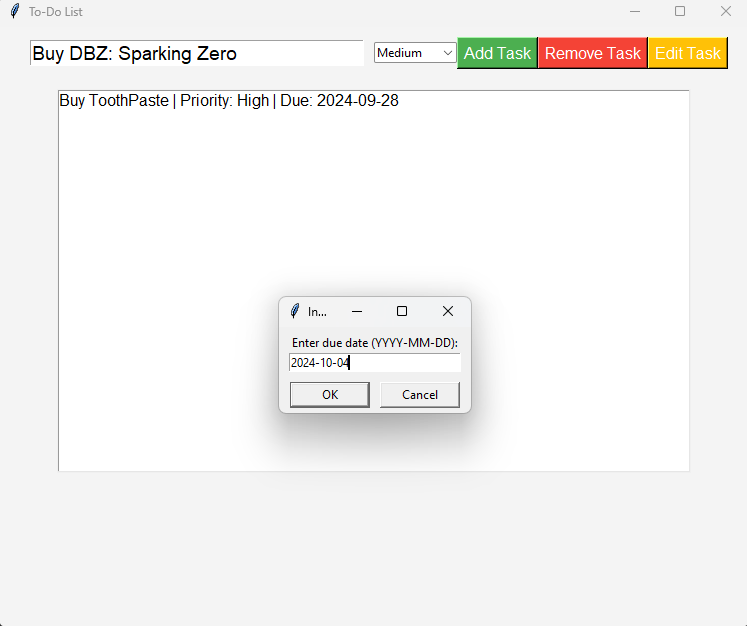 To-Do List
Buy DBZ: Sparking Zero Medium Add Task Remove Task Edit Task
Buy ToothPaste | Priority: High | Due: 2024-09-28
In...
Enter due date (YYYY-MM-DD):
2024-10-04
OK Cancel